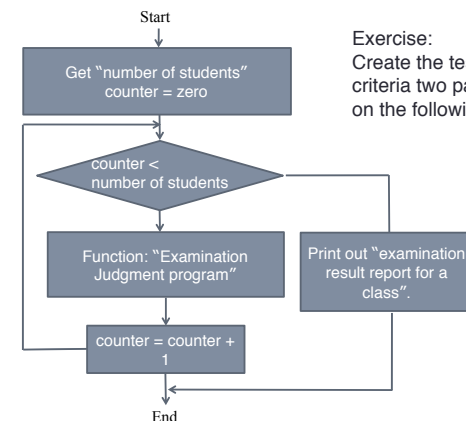 Start
Exercise:
Create the te
criteria two pa
on the followi
Get "number of students"
counter = zero
counter <
number of students
Function: "Examination
Judgment program"
Print out "examination
result report for a
class".
counter = counter +
1
End